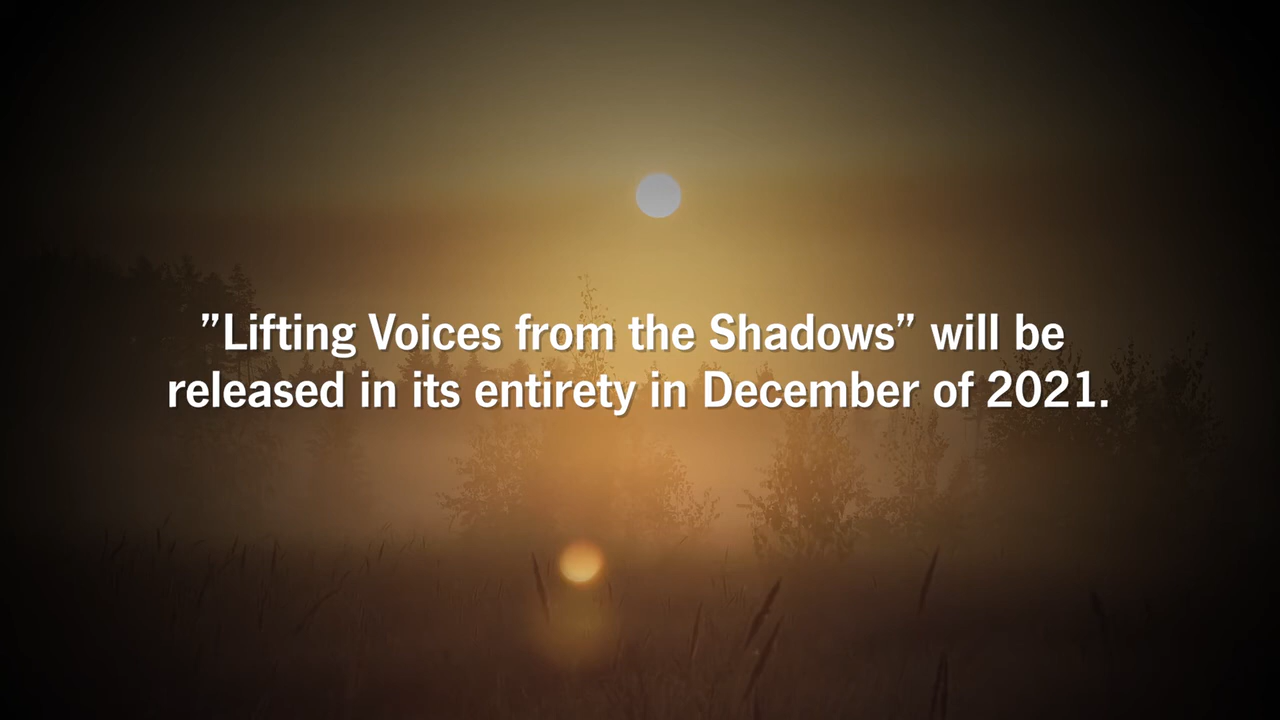 ”Lifting Voices from the Shadows” will be
released in its entirety in December of 2021.